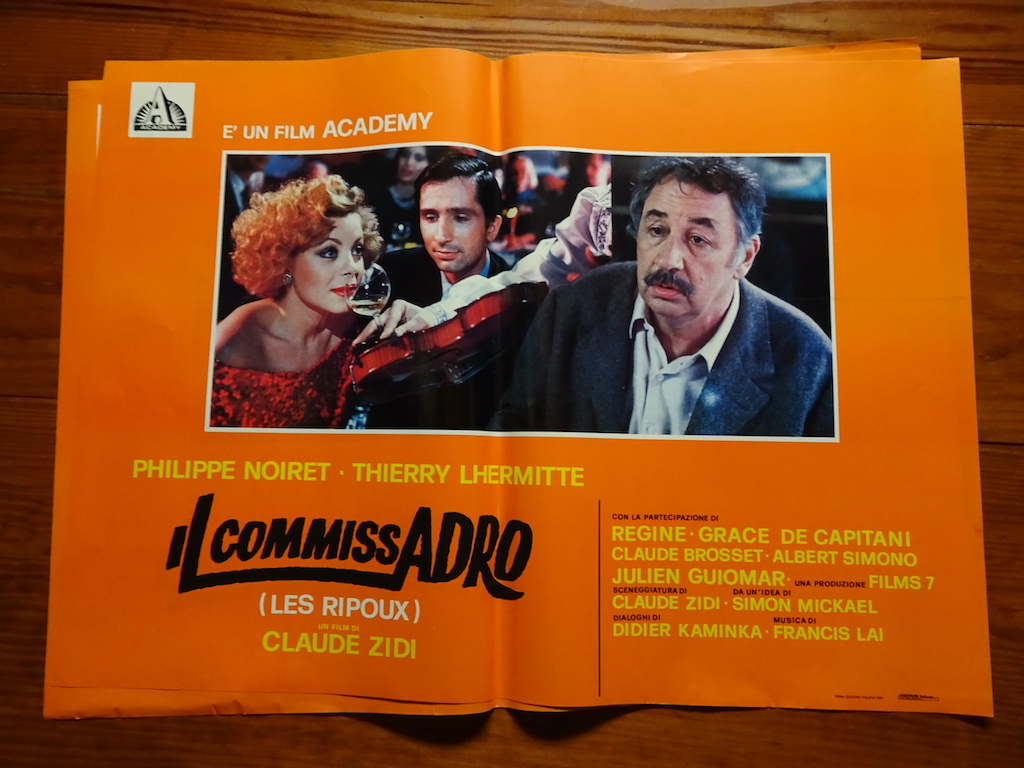 ACADEMY
E' UN FILM ACADEMY
PHILIPPE NOIRET · THIERRY LHERMITTE
IL COMMISSADRO
(LES RIPOUX)
UN FILM DI
CLAUDE ZIDI
CON LA PARTECIPAZIONE DI
REGINE · GRACE DE CAPITANI
CLAUDE BROSSET · ALBERT SIMONO
JULIEN GUIOMAR · UNA PRODUZIONE FILMS 7
SCENEGGIATURA DI DA UN'IDEA DI
CLAUDE ZIDI · SIMON MICKAEL
DIALOGHI DI MUSICA DI
DIDIER KAMINKA · FRANCIS LAI